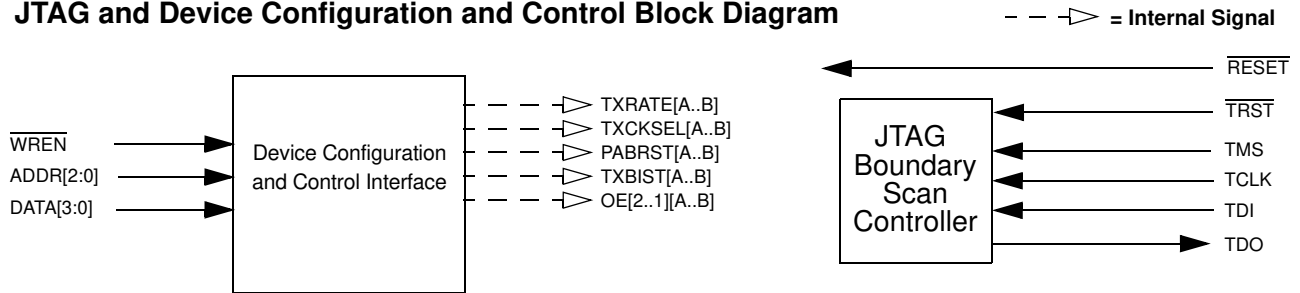 JTAG and Device Configuration and Control Block Diagram
= Internal Signal
WREN
ADDR[2:0]
DATA[3:0]
Device Configuration
and Control Interface
TXRATE[A..B]
TXCKSEL[A..B]
PABRST[A..B]
TXBIST[A..B]
OE[2..1][A..B]
JTAG
Boundary
Scan
Controller
RESET
TRST
TMS
TCLK
TDI
TDO